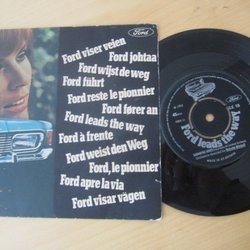 Ford
Ford viser veien
Ford johtaa
Ford wijst de weg
Ford führt
Ford reste le pionnier
Ford fører an
Ford leads the way
Ford à frente
Ford weist den Weg
Ford, le pionnier
Ford apre la via
Ford visar vägen
Ford leads the way